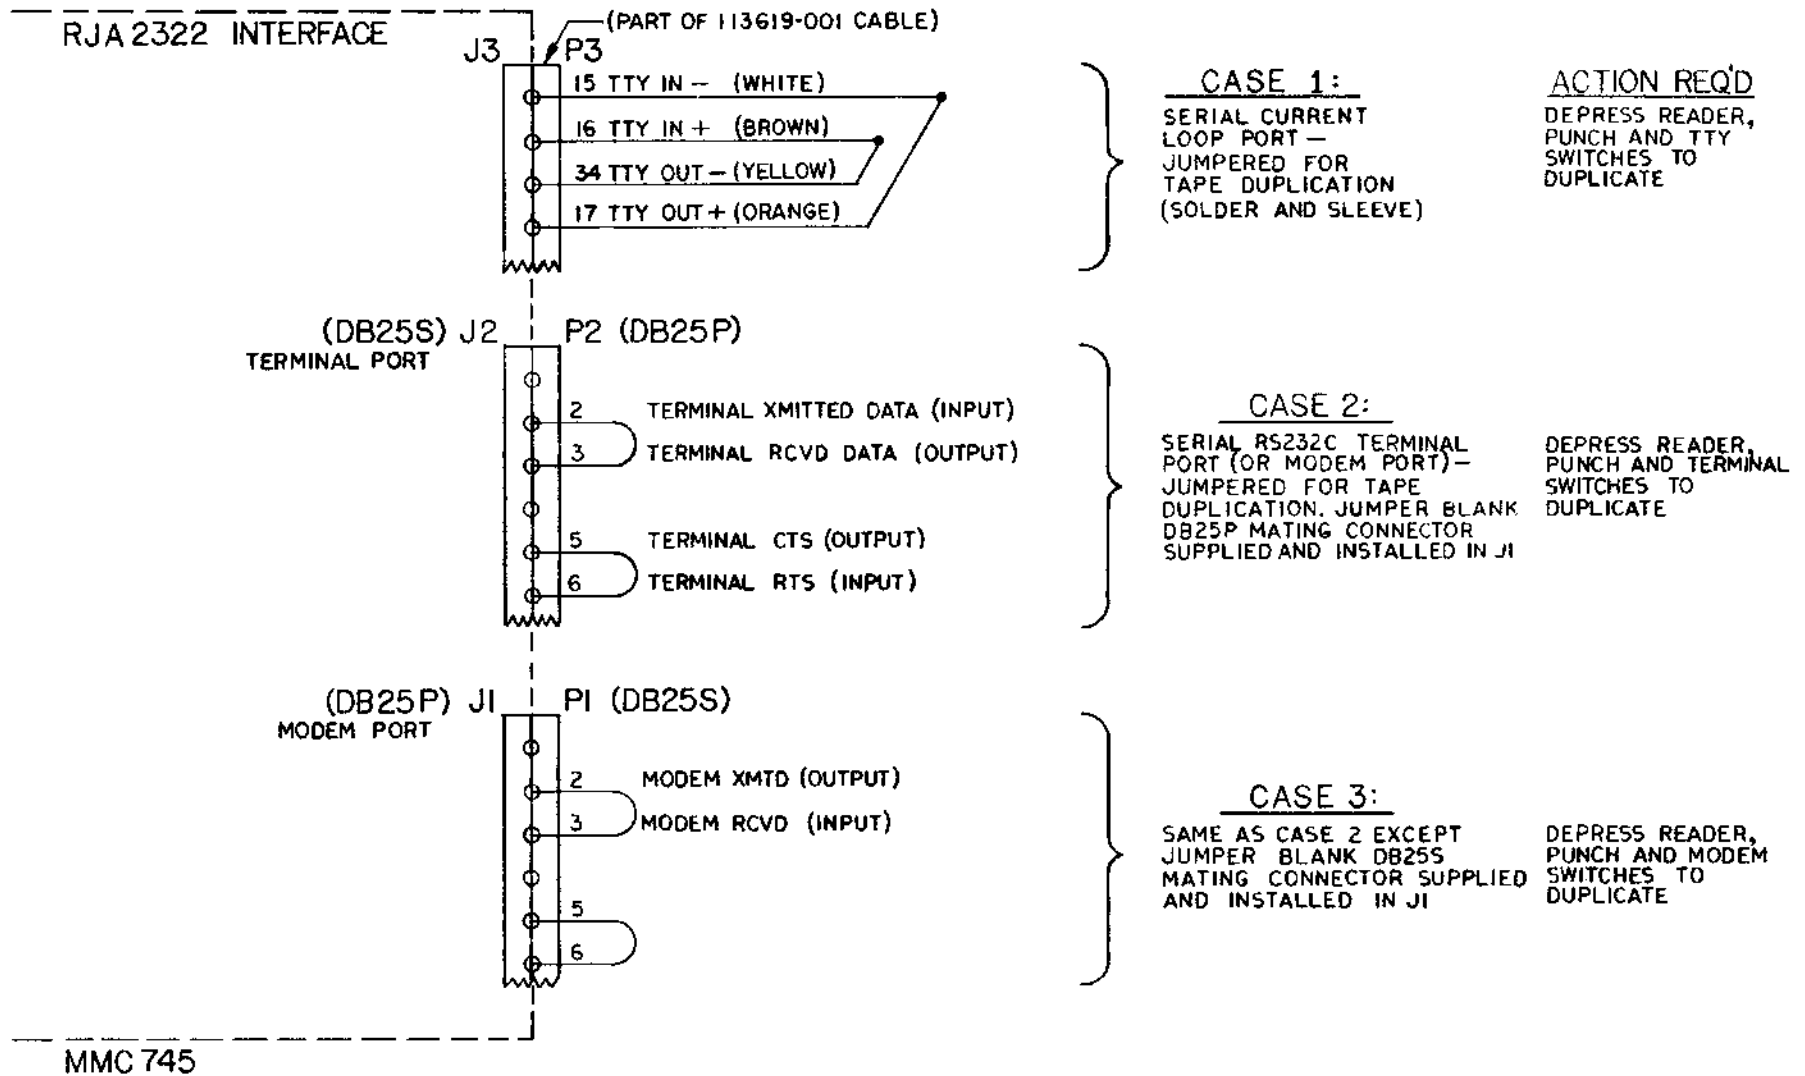 RJA 2322 INTERFACE
(PART OF 113619-001 CABLE)
J3 P3
15 TTY IN - (WHITE)
16 TTY IN + (BROWN)
34 TTY OUT - (YELLOW)
17 TTY OUT + (ORANGE)
CASE 1:
SERIAL CURRENT
LOOP PORT -
JUMPERED FOR
TAPE DUPLICATION
(SOLDER AND SLEEVE)
ACTION REQ'D
DEPRESS READER,
PUNCH AND TTY
SWITCHES TO
DUPLICATE
(DB25S) J2 P2 (DB25P)
TERMINAL PORT
2 TERMINAL XMITTED DATA (INPUT)
3 TERMINAL RCVD DATA (OUTPUT)
5 TERMINAL CTS (OUTPUT)
6 TERMINAL RTS (INPUT)
CASE 2:
SERIAL RS232C TERMINAL
PORT (OR MODEM PORT) -
JUMPERED FOR TAPE
DUPLICATION. JUMPER BLANK
DB25P MATING CONNECTOR
SUPPLIED AND INSTALLED IN J1
DEPRESS READER,
PUNCH AND TERMINAL
SWITCHES TO
DUPLICATE
(DB25P) J1 P1 (DB25S)
MODEM PORT
2 MODEM XMTD (OUTPUT)
3 MODEM RCVD (INPUT)
5
6
CASE 3:
SAME AS CASE 2 EXCEPT
JUMPER BLANK DB25S
MATING CONNECTOR SUPPLIED
AND INSTALLED IN J1
DEPRESS READER,
PUNCH AND MODEM
SWITCHES TO
DUPLICATE
MMC 745